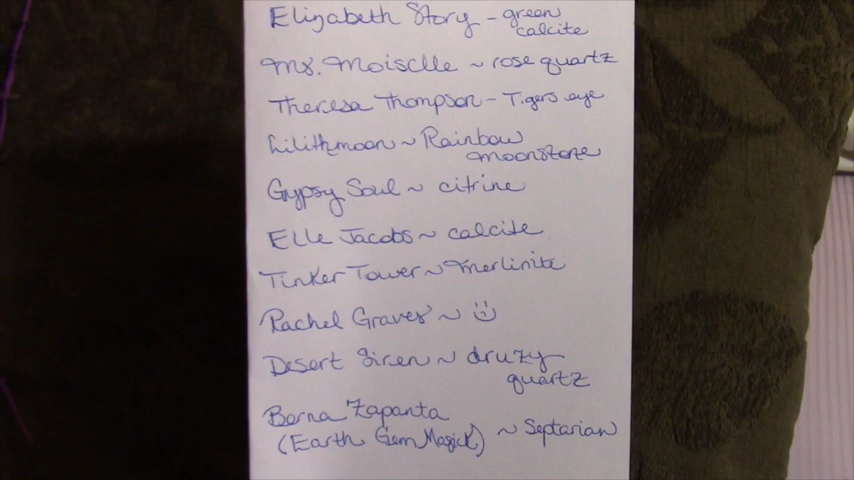 Elizabeth Story - green
calcite
Ms. Moiselle ~ rose quartz
Theresa Thompson - Tigers eye
Lilithmoon ~ Rainbow
moonstone
Gypsy Soul ~ citrine
Elle Jacobs ~ calcite
Tinker Tower ~ Merlinite
Rachel Graves ~ :)
Desert Siren ~ druzy
quartz
Berna Zapanta
(Earth Gem Magick) ~ Septarian